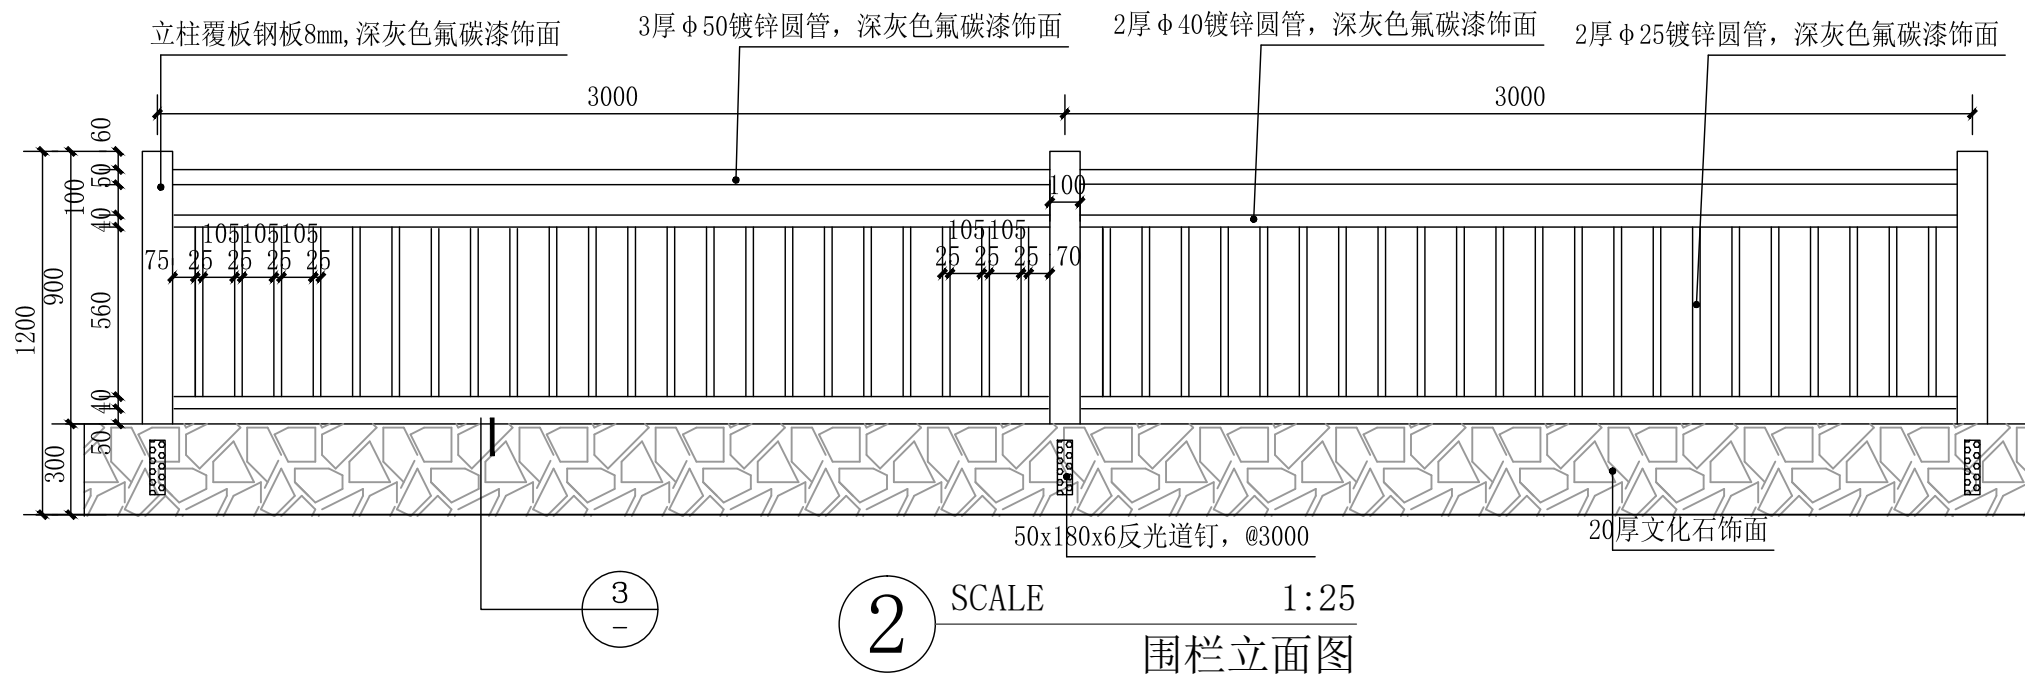 立柱覆板钢板8mm,深灰色氟碳漆饰面
3厚φ50镀锌圆管，深灰色氟碳漆饰面
2厚φ40镀锌圆管，深灰色氟碳漆饰面
2厚φ25镀锌圆管，深灰色氟碳漆饰面
3000
3000
60
50
100
40
900
560
1200
40
50
300
105 105 105
75 25 25 25 25
105 105
25 25 25 70
100
50x180x6反光道钉，@3000
20厚文化石饰面
3
-
2
SCALE 1:25
围栏立面图